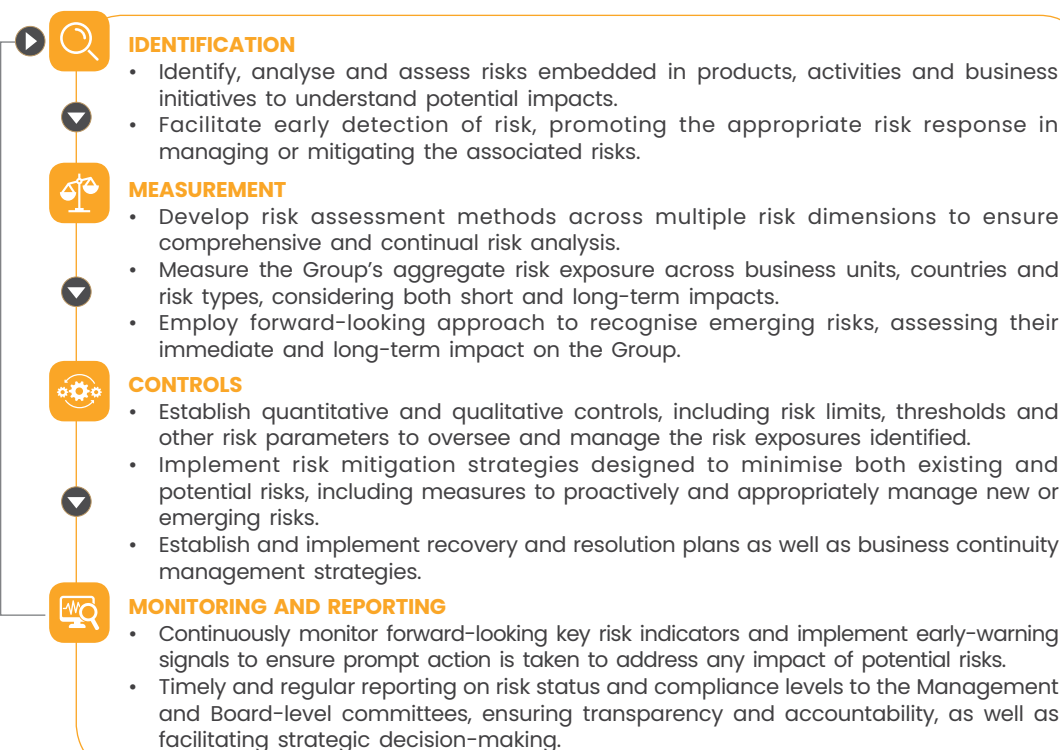 IDENTIFICATION
• Identify, analyse and assess risks embedded in products, activities and business
initiatives to understand potential impacts.
• Facilitate early detection of risk, promoting the appropriate risk response in
managing or mitigating the associated risks.
MEASUREMENT
• Develop risk assessment methods across multiple risk dimensions to ensure
comprehensive and continual risk analysis.
• Measure the Group’s aggregate risk exposure across business units, countries and
risk types, considering both short and long-term impacts.
• Employ forward-looking approach to recognise emerging risks, assessing their
immediate and long-term impact on the Group.
CONTROLS
• Establish quantitative and qualitative controls, including risk limits, thresholds and
other risk parameters to oversee and manage the risk exposures identified.
• Implement risk mitigation strategies designed to minimise both existing and
potential risks, including measures to proactively and appropriately manage new or
emerging risks.
• Establish and implement recovery and resolution plans as well as business continuity
management strategies.
MONITORING AND REPORTING
• Continuously monitor forward-looking key risk indicators and implement early-warning
signals to ensure prompt action is taken to address any impact of potential risks.
• Timely and regular reporting on risk status and compliance levels to the Management
and Board-level committees, ensuring transparency and accountability, as well as
facilitating strategic decision-making.